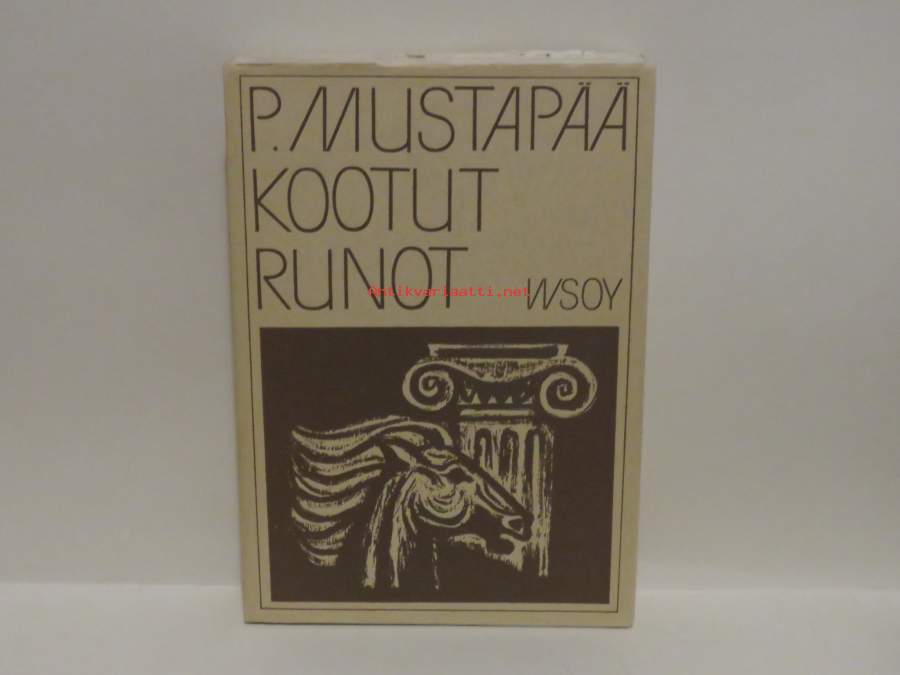 P. MUSTAPÄÄ
KOOTUT
RUNOT WSOY
Antikvariaatti.net